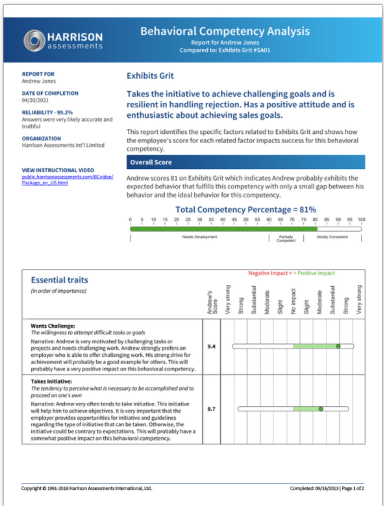 HARRISON
assessments
Behavioral Competency Analysis
Report for Andrew Jones
Compared to: Exhibits Grit #SA01
REPORT FOR
Andrew Jones
DATE OF COMPLETION
04/20/2021
RELIABILITY - 99.2%
Answers were very likely accurate and
truthful
ORGANIZATION
Harrison Assessments Int'l Limited
VIEW INSTRUCTIONAL VIDEO
public.harrisonassessments.com/BCvideo/
Package_en_US.html
Exhibits Grit
Takes the initiative to achieve challenging goals and is
resilient in handling rejection. Has a positive attitude and is
enthusiastic about achieving sales goals.
This report identifies the specific factors related to Exhibits Grit and shows how
the employee's score for each related factor impacts success for this behavioral
competency.
Overall Score
Andrew scores 81 on Exhibits Grit which indicates Andrew probably exhibits the
expected behavior that fulfills this competency with only a small gap between his
behavior and the ideal behavior for this competency.
Total Competency Percentage = 81%
0 5 10 15 20 25 30 35 40 45 50 55 60 65 70 75 80 85 90 95 100
Needs Development
Partially
Competent
Mostly Competent
Essential traits
(in order of importance)
Negative Impact < > Positive Impact
Andrew's
Score
Very strong
Strong
Substantial
Moderate
Slight
No impact
Slight
Moderate
Substantial
Strong
Very strong
Wants Challenge:
The willingness to attempt difficult tasks or goals
Narrative: Andrew is very motivated by challenging tasks or
projects and needs challenging work. Andrew strongly prefers an
employer who is able to offer challenging work. His strong drive for
achievement will probably be a good example for others. This will
probably have a very positive impact on this behavioral competency.
9.4
Takes Initiative:
The tendency to perceive what is necessary to be accomplished and to
proceed on one's own
Narrative: Andrew very often tends to take initiative. This initiative
will help him to achieve objectives. It is very important that the
employer provides opportunities for initiative and guidelines
regarding the type of initiative that can be taken. Otherwise, the
initiative could be contrary to expectations. This will probably have a
somewhat positive impact on this behavioral competency.
8.7
Copyright © 1991-2018 Harrison Assessments International, Ltd.
Completed: 09/16/2013 | Page 1 of 2